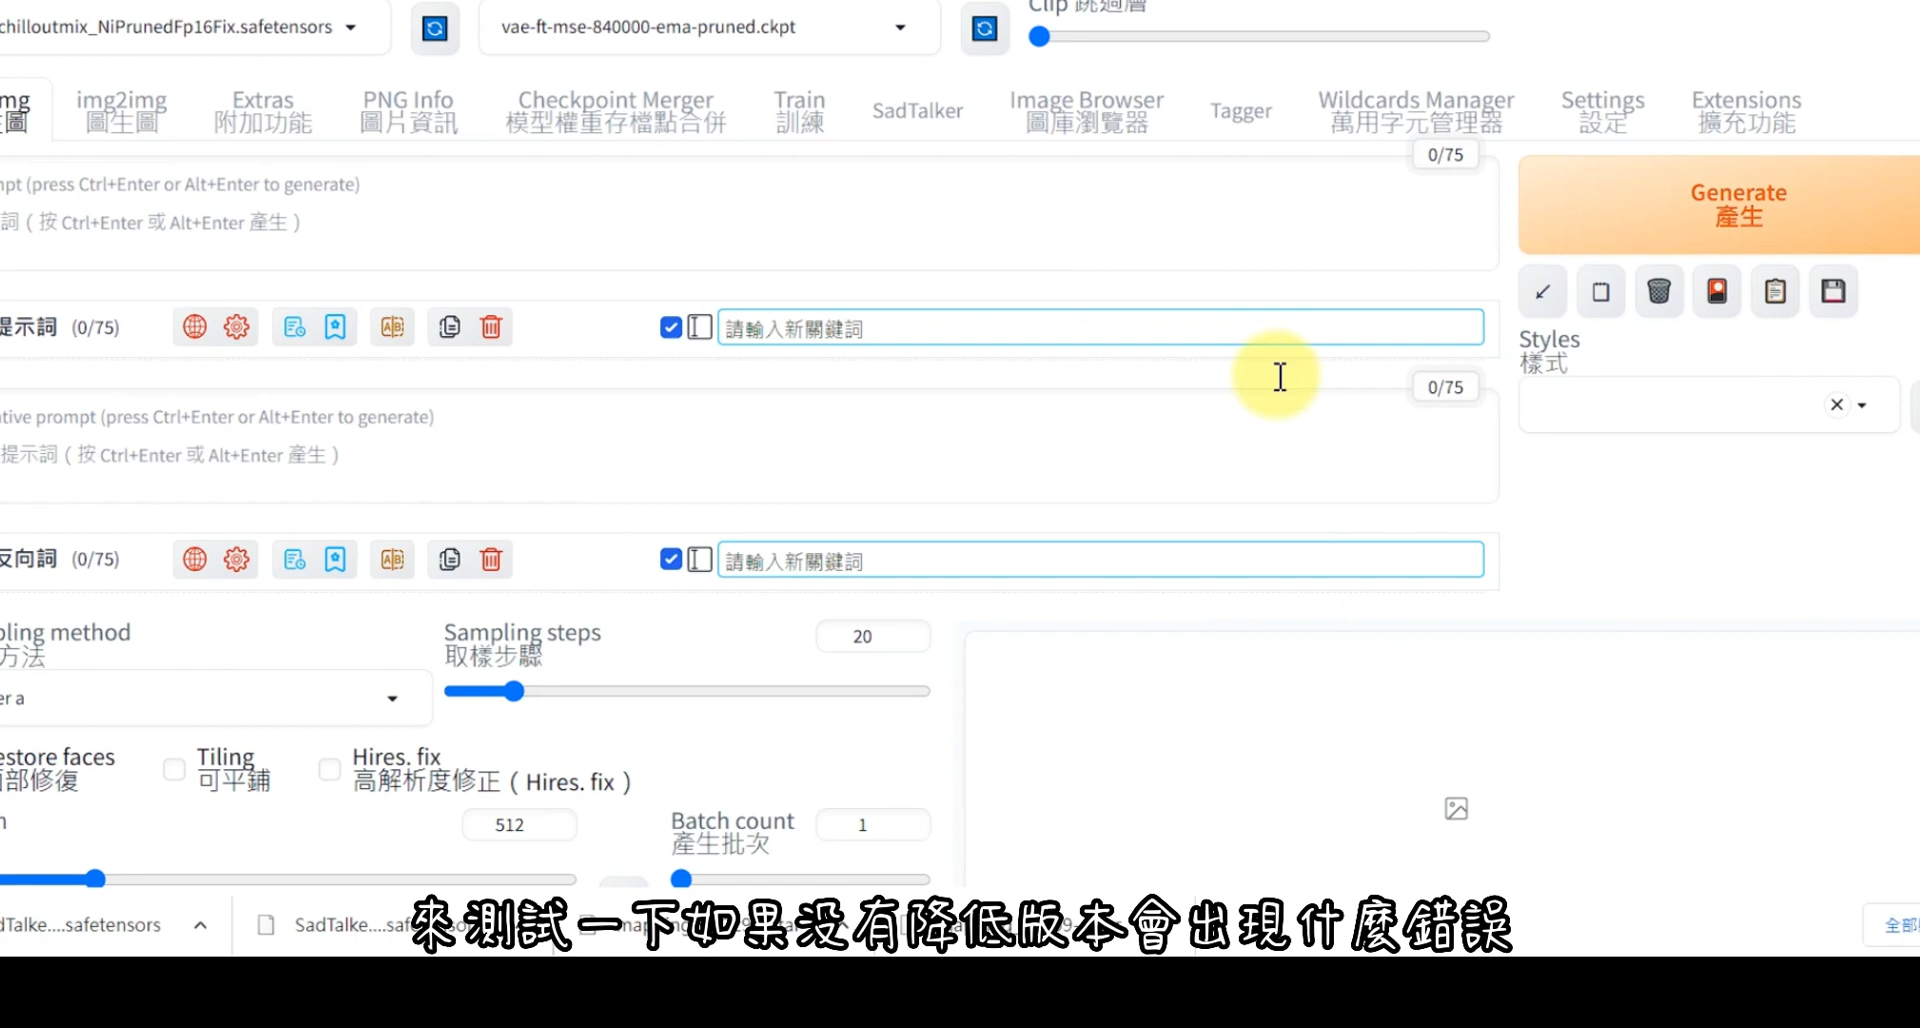 chilloutmix_NiPrunedFp16Fix.safetensors
vae-ft-mse-840000-ema-pruned.ckpt
Clip 跳過層
img2img
圖生圖
Extras
附加功能
PNG Info
圖片資訊
Checkpoint Merger
模型權重存檔點合併
Train
訓練
SadTalker
Image Browser
圖庫瀏覽器
Tagger
Wildcards Manager
萬用字元管理器
Settings
設定
Extensions
擴充功能
0/75
(press Ctrl+Enter or Alt+Enter to generate)
詞（按 Ctrl+Enter 或 Alt+Enter 產生）
Generate
產生
提示詞 (0/75)
請輸入新關鍵詞
Styles
樣式
0/75
prompt (press Ctrl+Enter or Alt+Enter to generate)
提示詞（按 Ctrl+Enter 或 Alt+Enter 產生）
反向詞 (0/75)
請輸入新關鍵詞
pling method
方法
er a
Sampling steps
取樣步驟
20
estore faces
部修復
Tiling
可平鋪
Hires. fix
高解析度修正（Hires. fix）
512
Batch count
產生批次
1
dTalke....safetensors
SadTalke....saf
來測試一下如果没有降低版本會出現什麼錯誤
全部